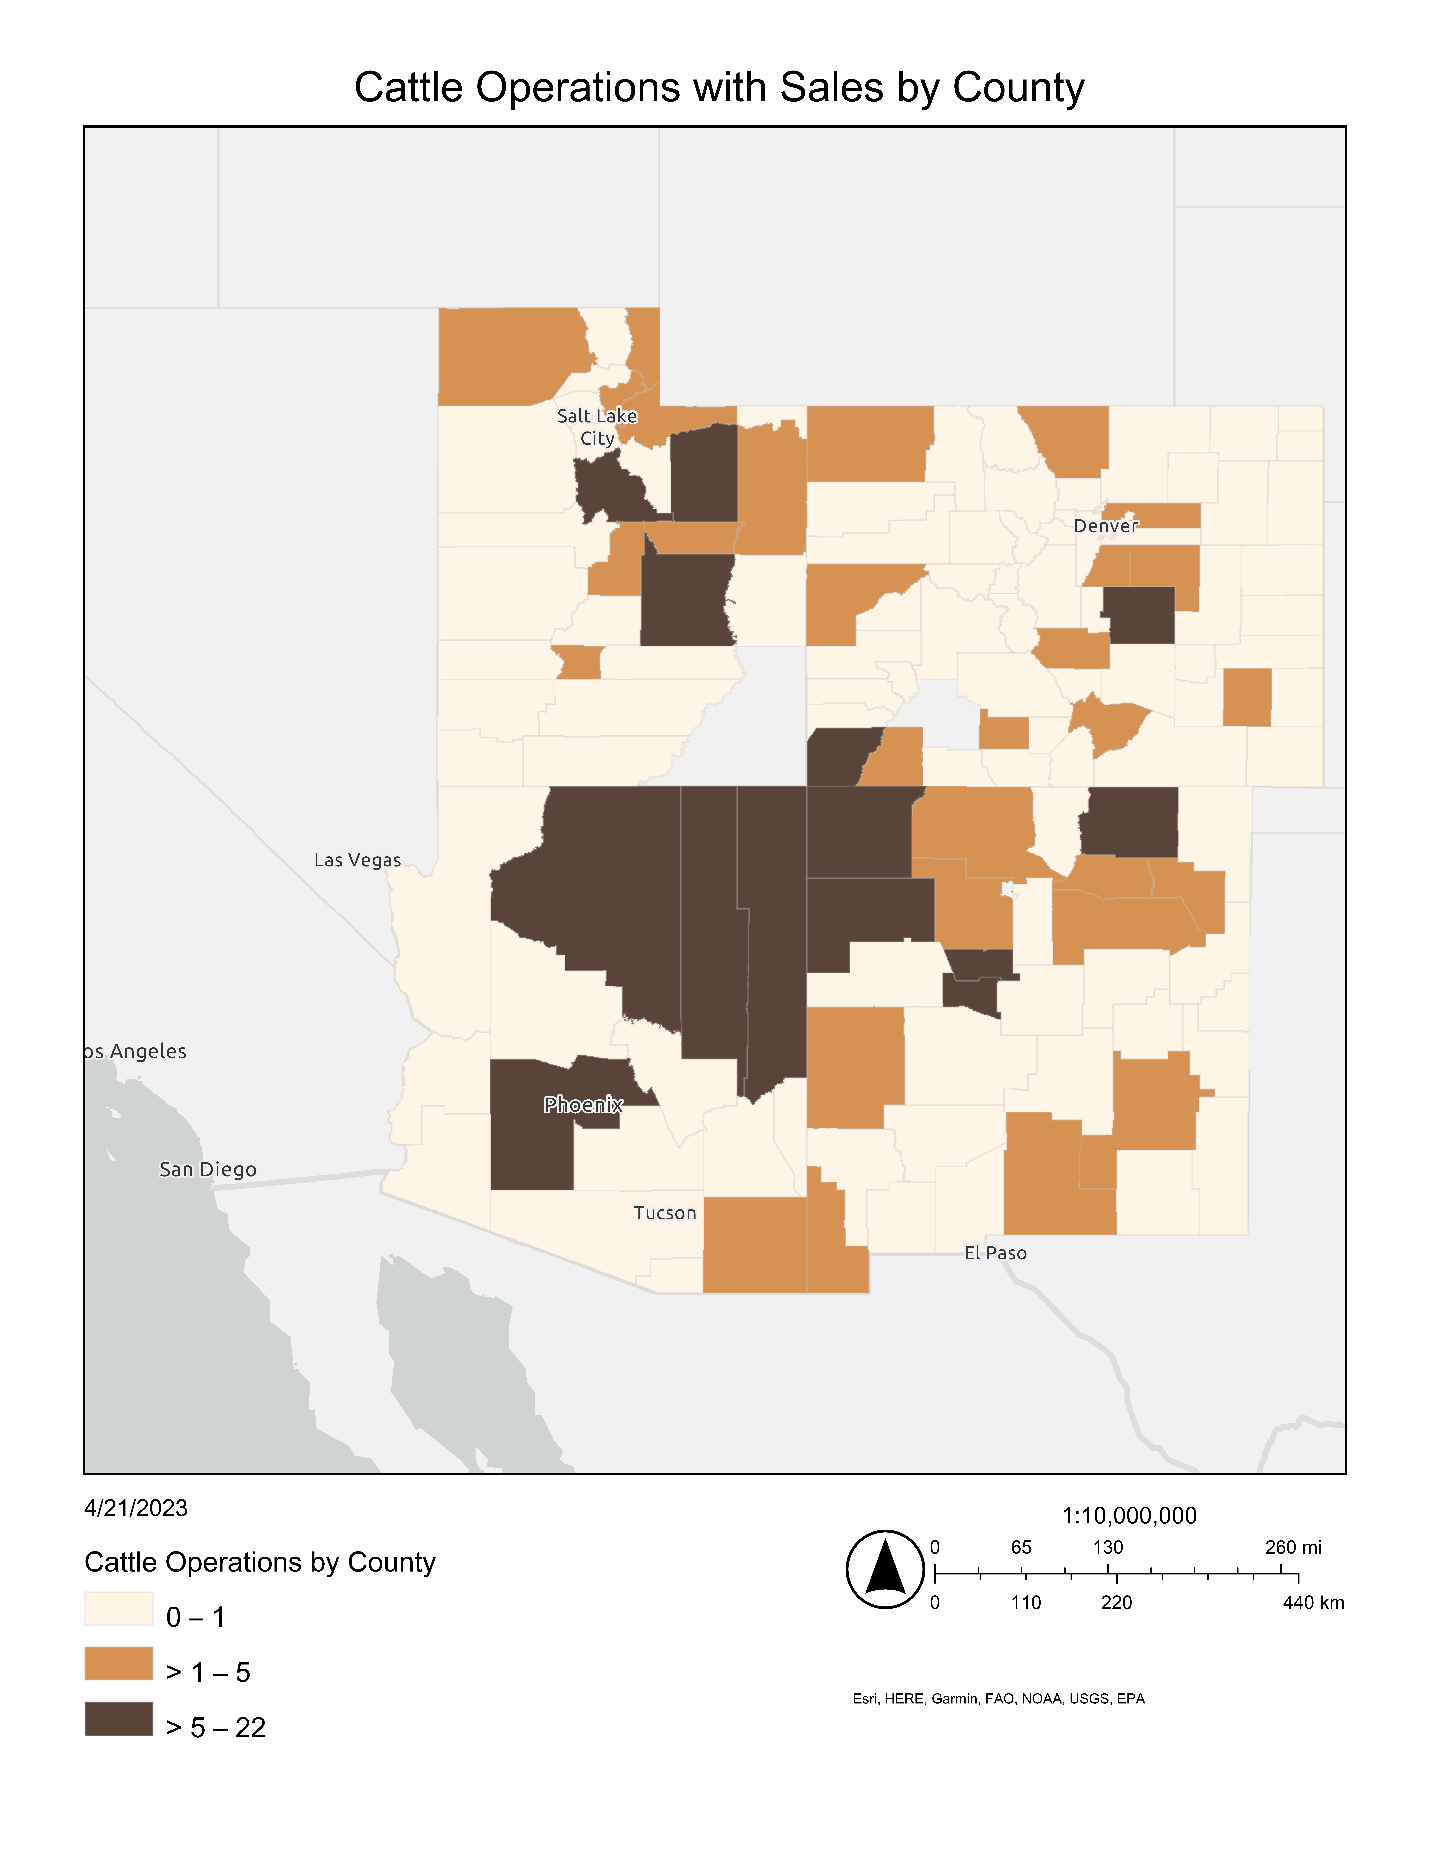 Cattle Operations with Sales by County
Salt Lake
City
Denver
Las Vegas
os Angeles
Phoenix
San Diego
Tucson
El Paso
4/21/2023
1:10,000,000
Cattle Operations by County
0 65 130 260 mi
0 110 220 440 km
0 – 1
> 1 – 5
> 5 – 22
Esri, HERE, Garmin, FAO, NOAA, USGS, EPA